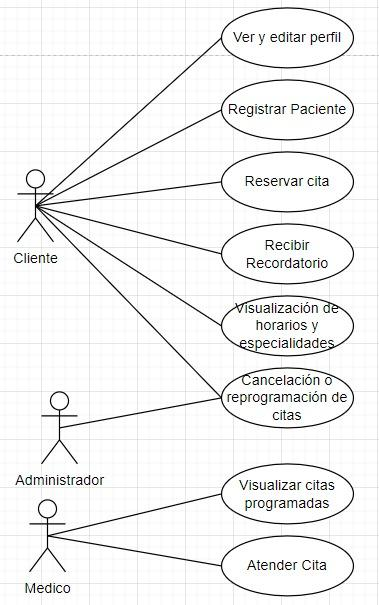 Ver y editar perfil
Registrar Paciente
Reservar cita
Cliente
Recibir
Recordatorio
Visualización de
horarios y
especialidades
Cancelación o
reprogramación de
citas
Administrador
Visualizar citas
programadas
Atender Cita
Medico